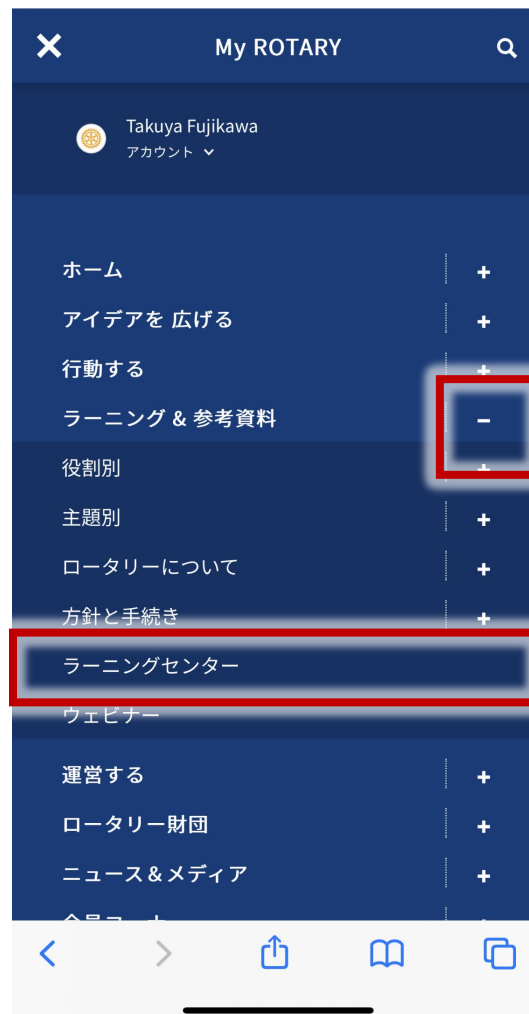 My ROTARY
Takuya Fujikawa
アカウント
ホーム
アイデアを 広げる
行動する
ラーニング & 参考資料
役割別
主題別
ロータリーについて
方針と手続き
ラーニングセンター
ウェビナー
運営する
ロータリー財団
ニュース&メディア